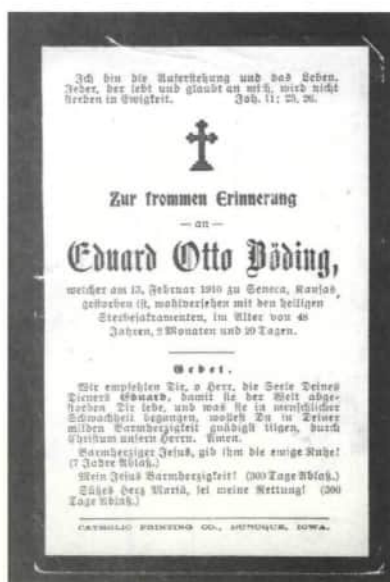 Ich bin die Auferstehung und das Leben.
Jeder, der lebt und glaubt an mich, wird nicht
sterben in Ewigkeit. Joh. 11: 25, 26.
Zur frommen Erinnerung
— an —
Eduard Otto Böding,
welcher am 13. Februar 1910 zu Seneca, Kansas
gestorben ist, wohlversehen mit den heiligen
Sterbesakramenten, im Alter von 48
Jahren, 2 Monaten und 20 Tagen.
Gebet.
Wir empfehlen Dir, o Herr, die Seele Deines
Dieners Eduard, damit sie der Welt abge-
storben Dir lebe, und was sie in menschlicher
Schwachheit begangen, wollest Du in Deiner
milden Barmherzigkeit gnädigst tilgen, durch
Christum unsern Herrn. Amen.
Barmherziger Jesus, gib ihm die ewige Ruhe!
(7 Jahre Ablaß.)
Mein Jesus Barmherzigkeit! (300 Tage Ablaß.)
Süßes Herz Mariä, sei meine Rettung! (300
Tage Ablaß.)
CATHOLIC PRINTING CO., DUBUQUE, IOWA.